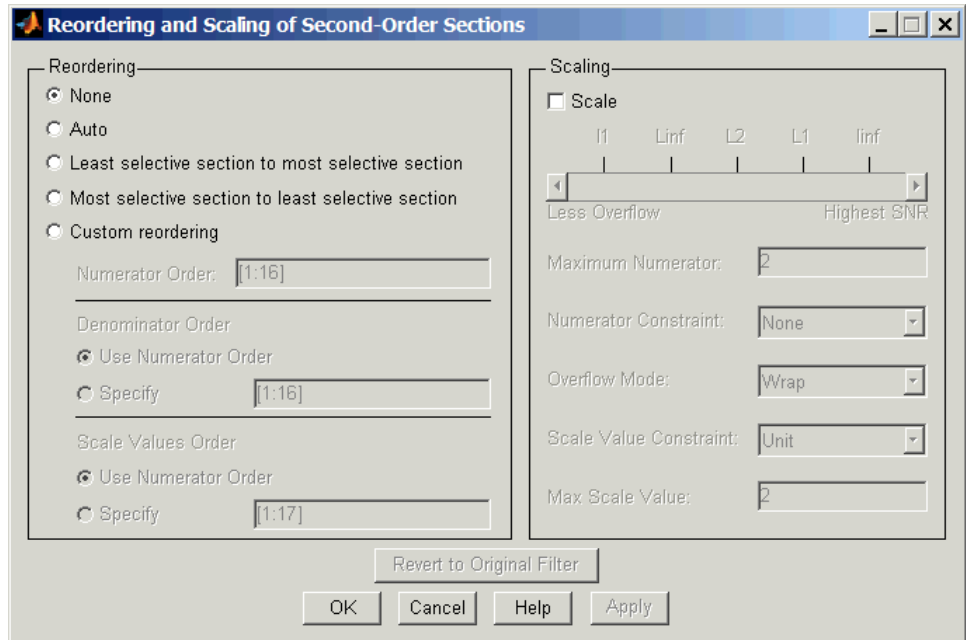 Reordering and Scaling of Second-Order Sections
Reordering
None
Auto
Least selective section to most selective section
Most selective section to least selective section
Custom reordering
Numerator Order: [1:16]
Denominator Order
Use Numerator Order
Specify [1:16]
Scale Values Order
Use Numerator Order
Specify [1:17]
Scaling
Scale
l1 Linf L2 L1 linf
Less Overflow Highest SNR
Maximum Numerator: 2
Numerator Constraint: None
Overflow Mode: Wrap
Scale Value Constraint: Unit
Max Scale Value: 2
Revert to Original Filter
OK Cancel Help Apply